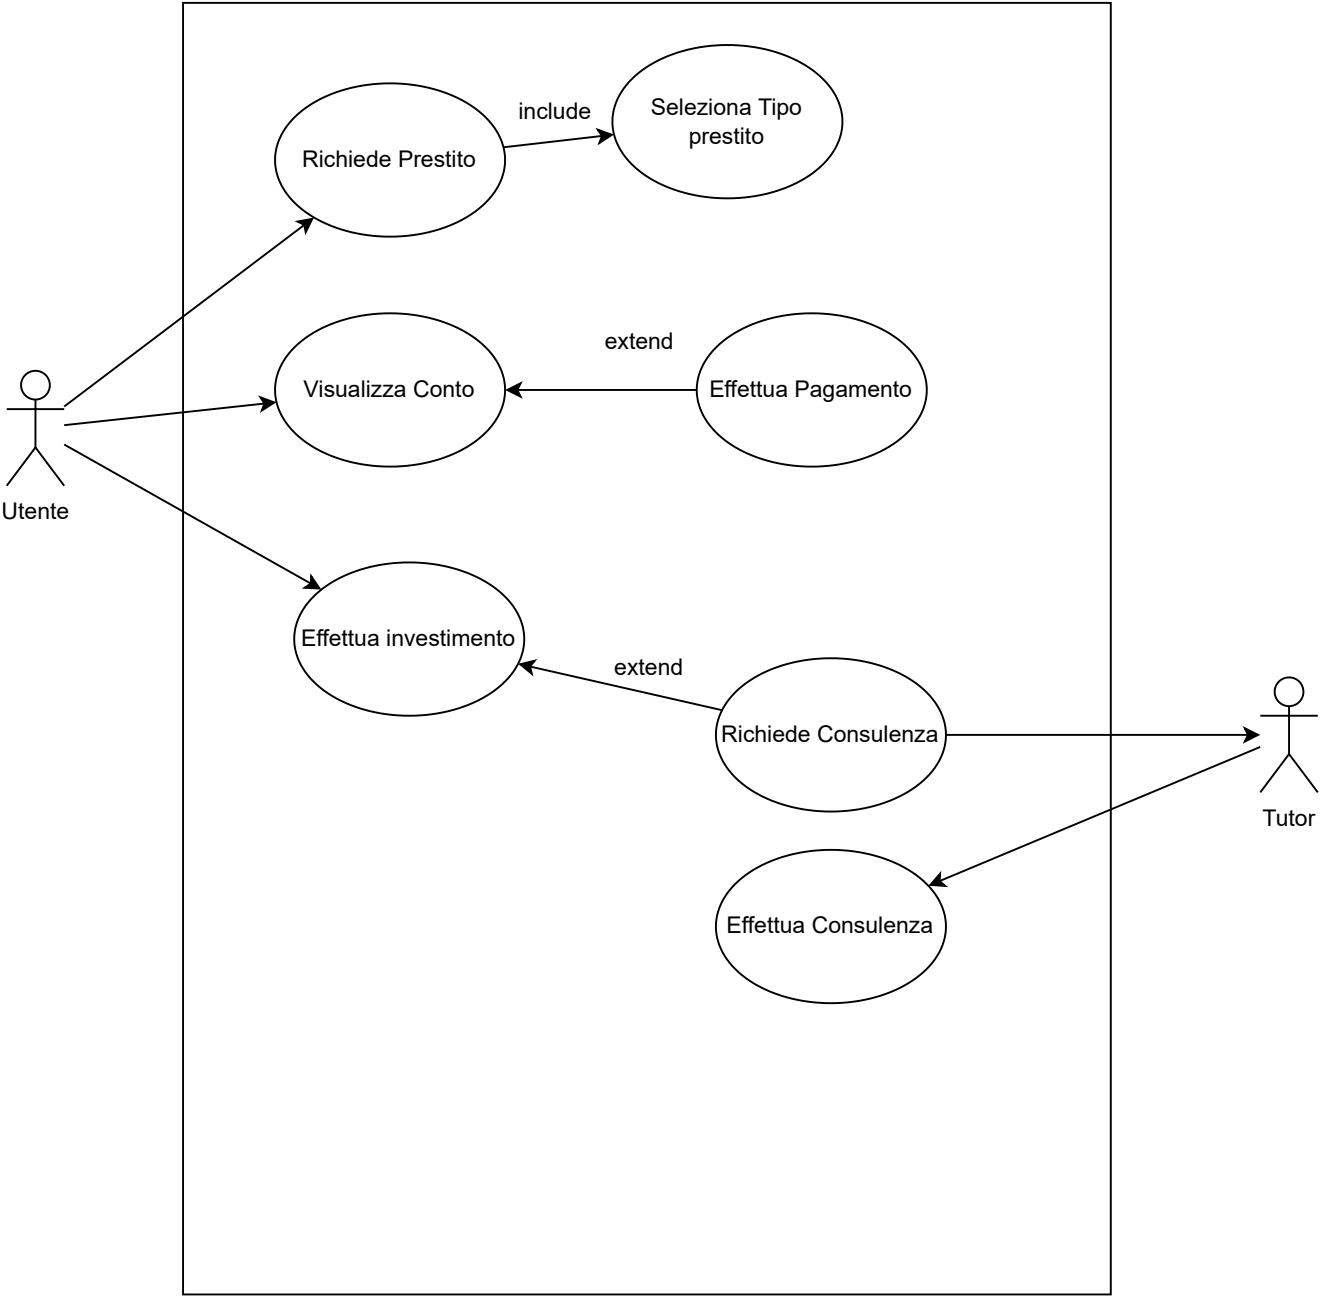 Seleziona Tipo
prestito
include
Richiede Prestito
extend
Visualizza Conto
Effettua Pagamento
Utente
Effettua investimento
extend
Richiede Consulenza
Tutor
Effettua Consulenza